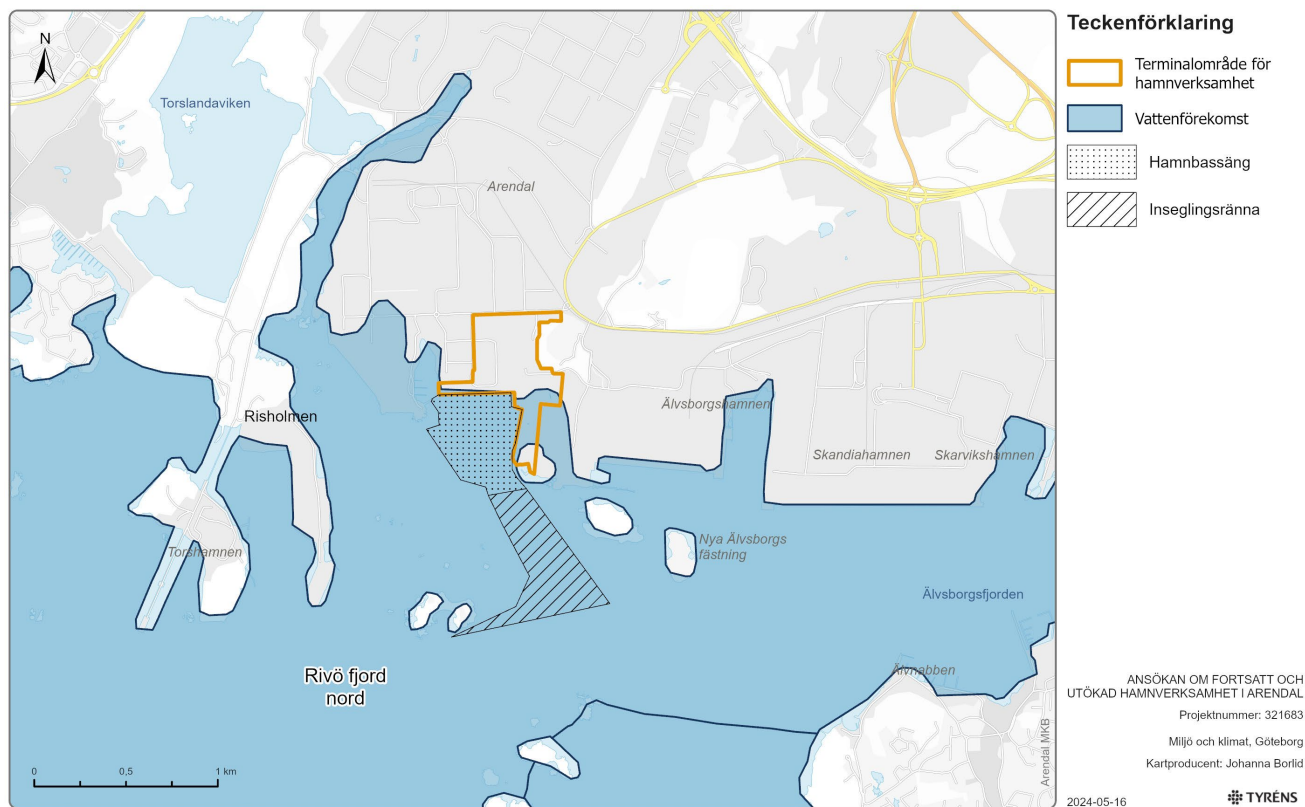 N
Torslandaviken
Arendal
Risholmen
Älvsborgshamnen
Skandiahamnen
Skarvikshamnen
Torshamnen
Nya Älvsborgs
fästning
Älvsborgsfjorden
Rivö fjord
nord
Älvnabben
0
0,5
1 km
Arendal MKB
Teckenförklaring
Terminalområde för
hamnverksamhet
Vattenförekomst
Hamnbassäng
Inseglingsränna
ANSÖKAN OM FORTSATT OCH
UTÖKAD HAMNVERKSAMHET I ARENDAL
Projektnummer: 321683
Miljö och klimat, Göteborg
Kartproducent: Johanna Borlid
2024-05-16
TYRÉNS